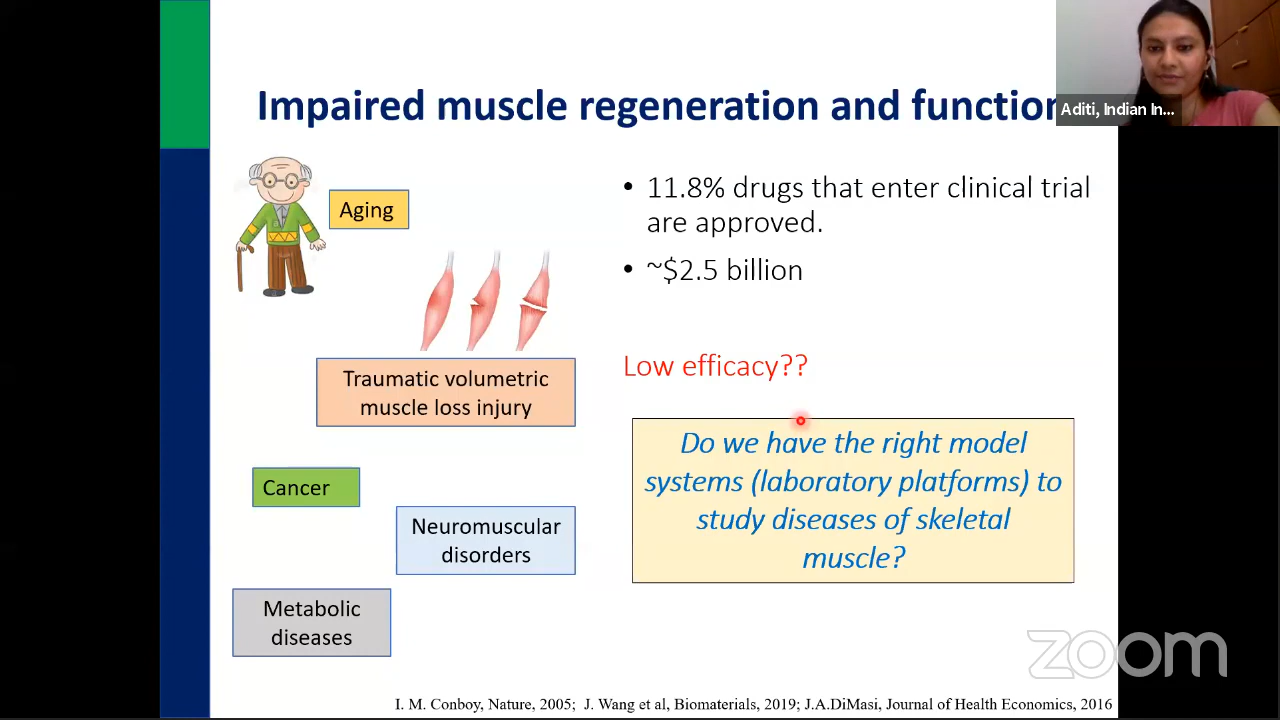 Impaired muscle regeneration and function
Aditi, Indian In...
Aging
• 11.8% drugs that enter clinical trial
are approved.
• ~$2.5 billion
Traumatic volumetric
muscle loss injury
Low efficacy??
Do we have the right model
systems (laboratory platforms) to
study diseases of skeletal
muscle?
Cancer
Neuromuscular
disorders
Metabolic
diseases
zoom
I. M. Conboy, Nature, 2005; J. Wang et al, Biomaterials, 2019; J.A.DiMasi, Journal of Health Economics, 2016